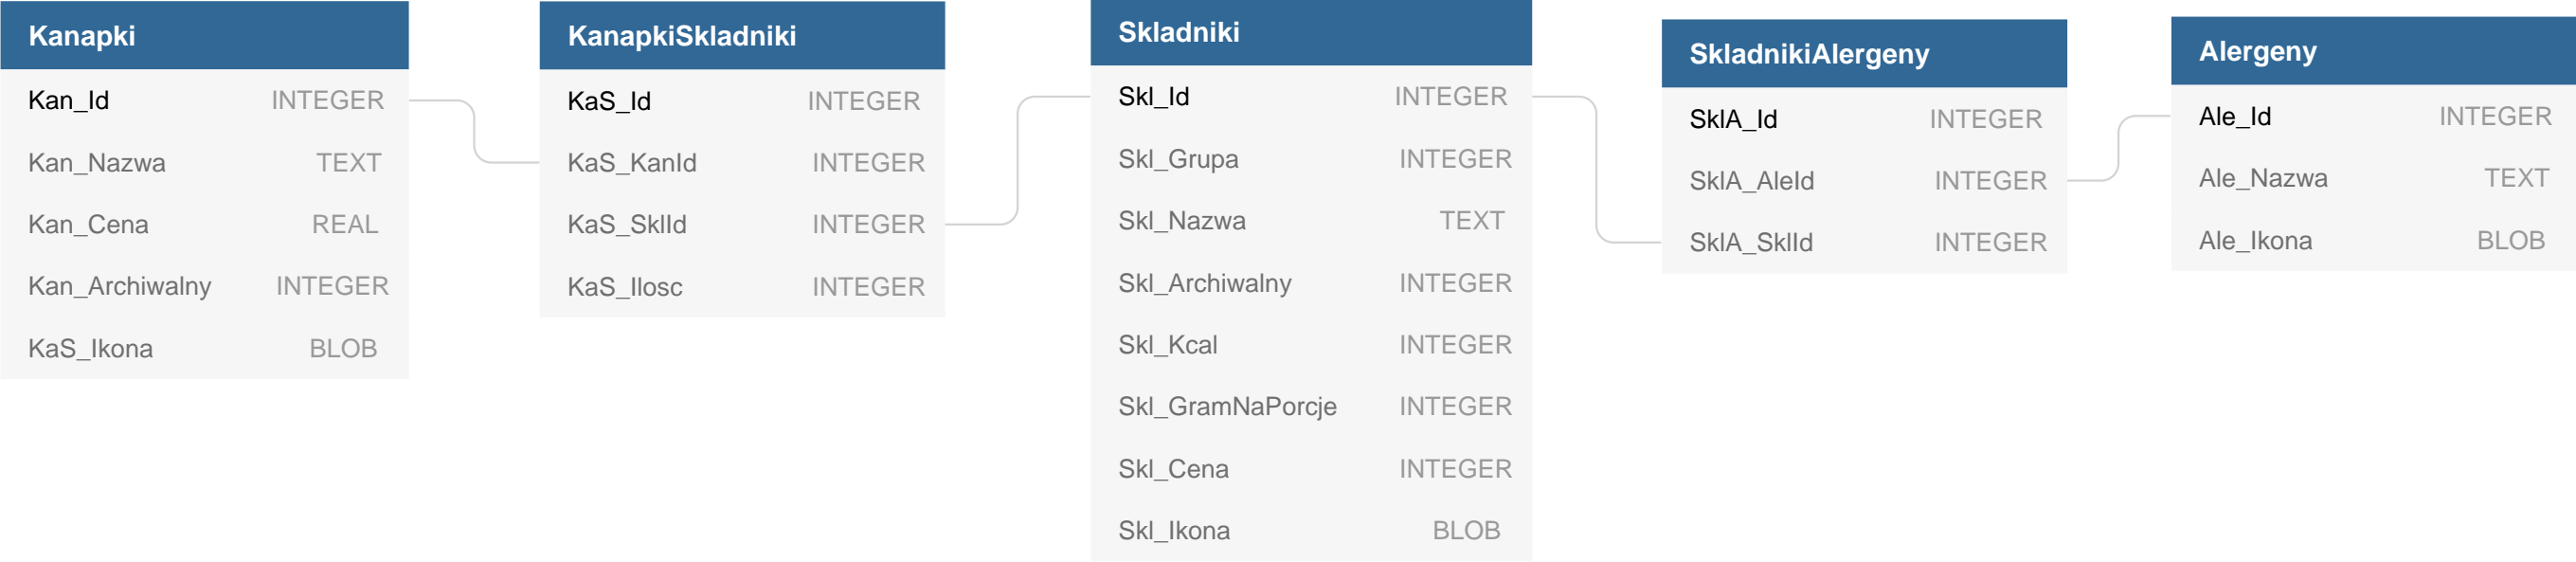 Kanapki
Kan_Id INTEGER
Kan_Nazwa TEXT
Kan_Cena REAL
Kan_Archiwalny INTEGER
KaS_Ikona BLOB
KanapkiSkladniki
KaS_Id INTEGER
KaS_KanId INTEGER
KaS_SklId INTEGER
KaS_Ilosc INTEGER
Skladniki
Skl_Id INTEGER
Skl_Grupa INTEGER
Skl_Nazwa TEXT
Skl_Archiwalny INTEGER
Skl_Kcal INTEGER
Skl_GramNaPorcje INTEGER
Skl_Cena INTEGER
Skl_Ikona BLOB
SkladnikiAlergeny
SklA_Id INTEGER
SklA_AleId INTEGER
SklA_SklId INTEGER
Alergeny
Ale_Id INTEGER
Ale_Nazwa TEXT
Ale_Ikona BLOB